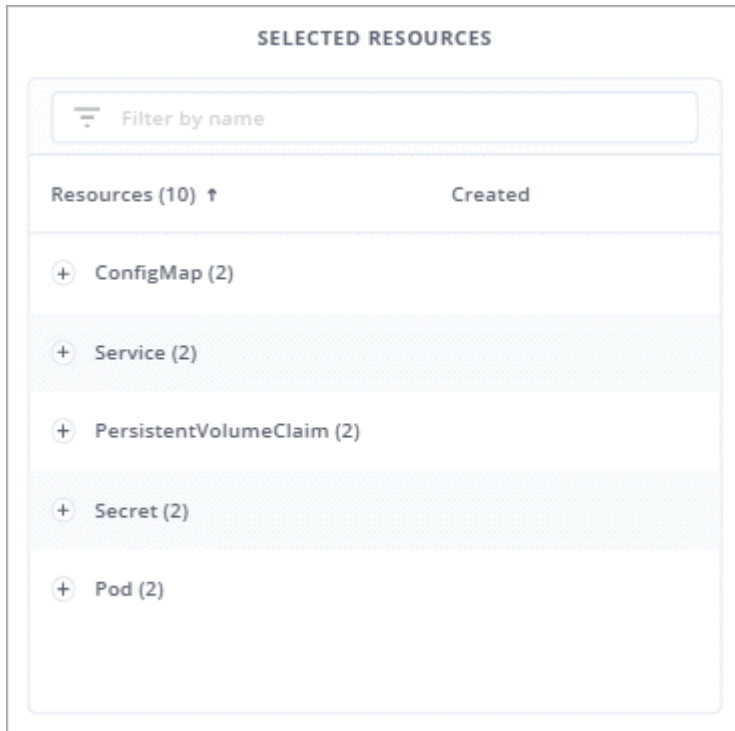 SELECTED RESOURCES
Filter by name
Resources (10) ↑ Created
ConfigMap (2)
Service (2)
PersistentVolumeClaim (2)
Secret (2)
Pod (2)